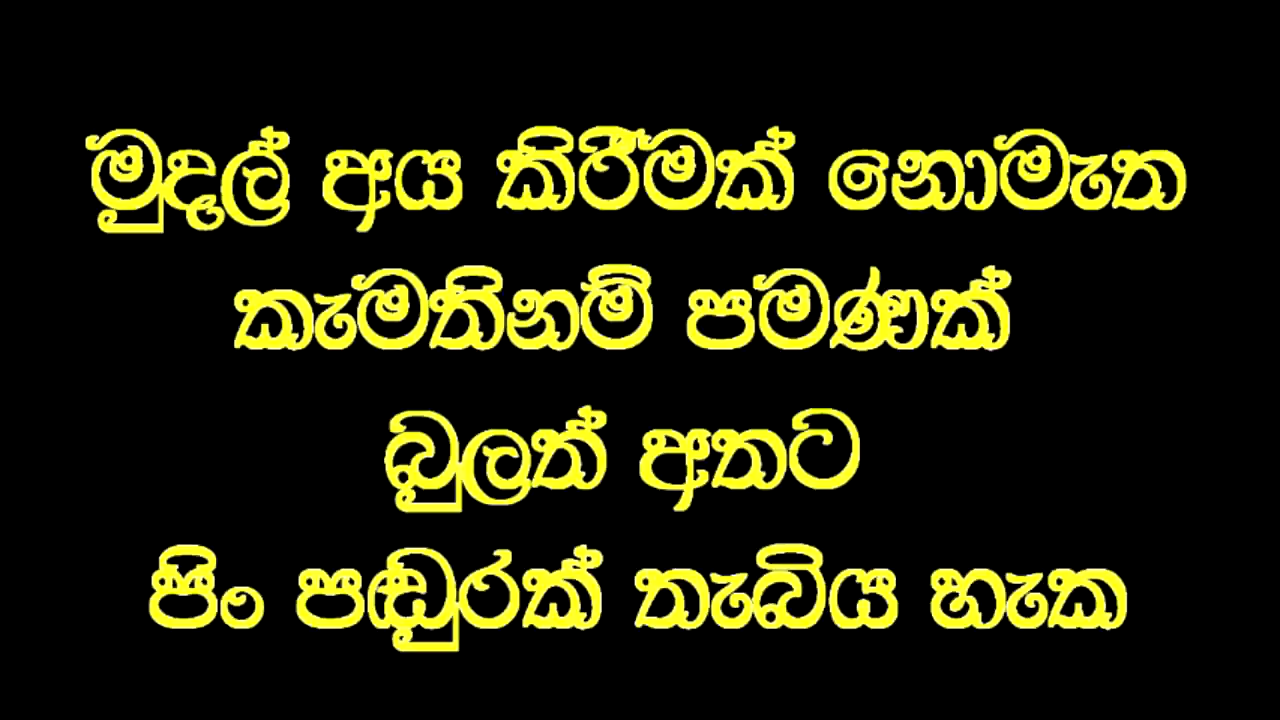 මුදල් අය කිරීමක් නොමැත
කැමතිනම් පමණක්
බුලත් අතට
පිං පඬුරක් තැබිය හැක